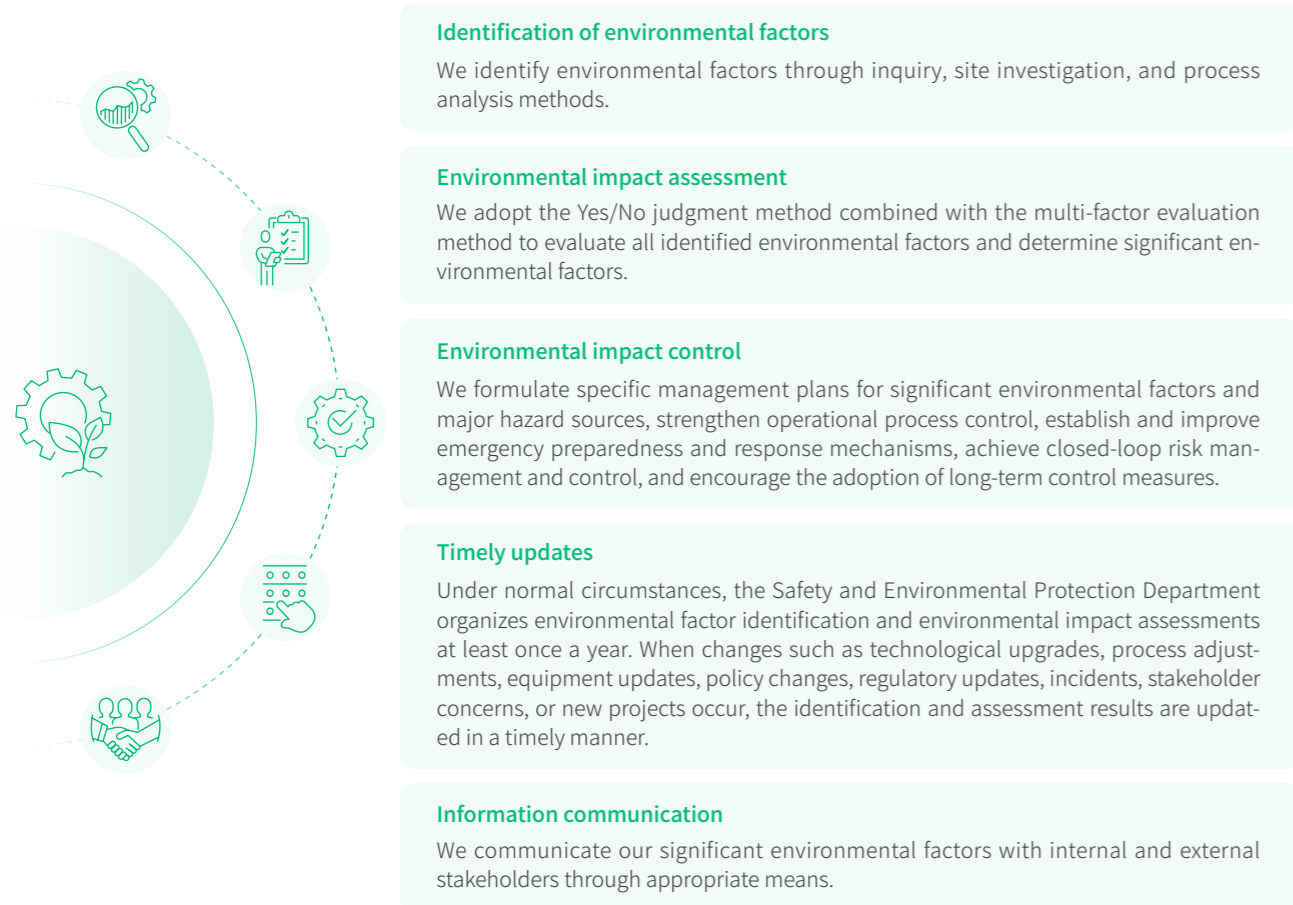 Identification of environmental factors
We identify environmental factors through inquiry, site investigation, and process
analysis methods.
Environmental impact assessment
We adopt the Yes/No judgment method combined with the multi-factor evaluation
method to evaluate all identified environmental factors and determine significant en-
vironmental factors.
Environmental impact control
We formulate specific management plans for significant environmental factors and
major hazard sources, strengthen operational process control, establish and improve
emergency preparedness and response mechanisms, achieve closed-loop risk man-
agement and control, and encourage the adoption of long-term control measures.
Timely updates
Under normal circumstances, the Safety and Environmental Protection Department
organizes environmental factor identification and environmental impact assessments
at least once a year. When changes such as technological upgrades, process adjust-
ments, equipment updates, policy changes, regulatory updates, incidents, stakeholder
concerns, or new projects occur, the identification and assessment results are updat-
ed in a timely manner.
Information communication
We communicate our significant environmental factors with internal and external
stakeholders through appropriate means.